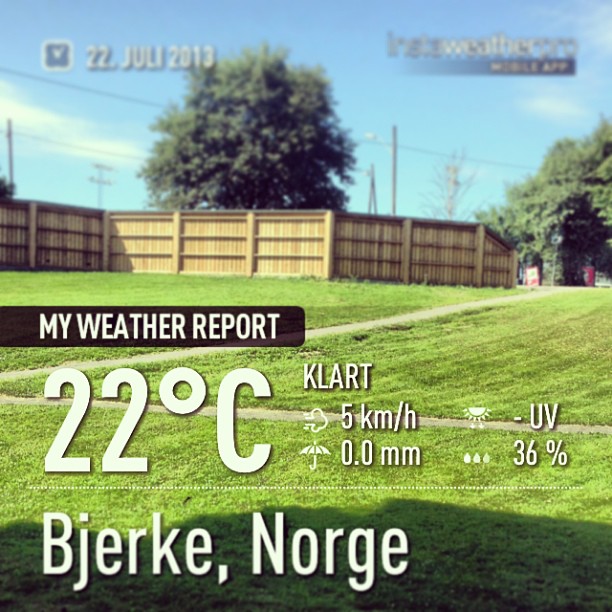 22. JULI 2013
instaweatherpro
MOBILE APP
MY WEATHER REPORT
22°C
KLART
5 km/h
- UV
0.0 mm
36 %
Bjerke, Norge